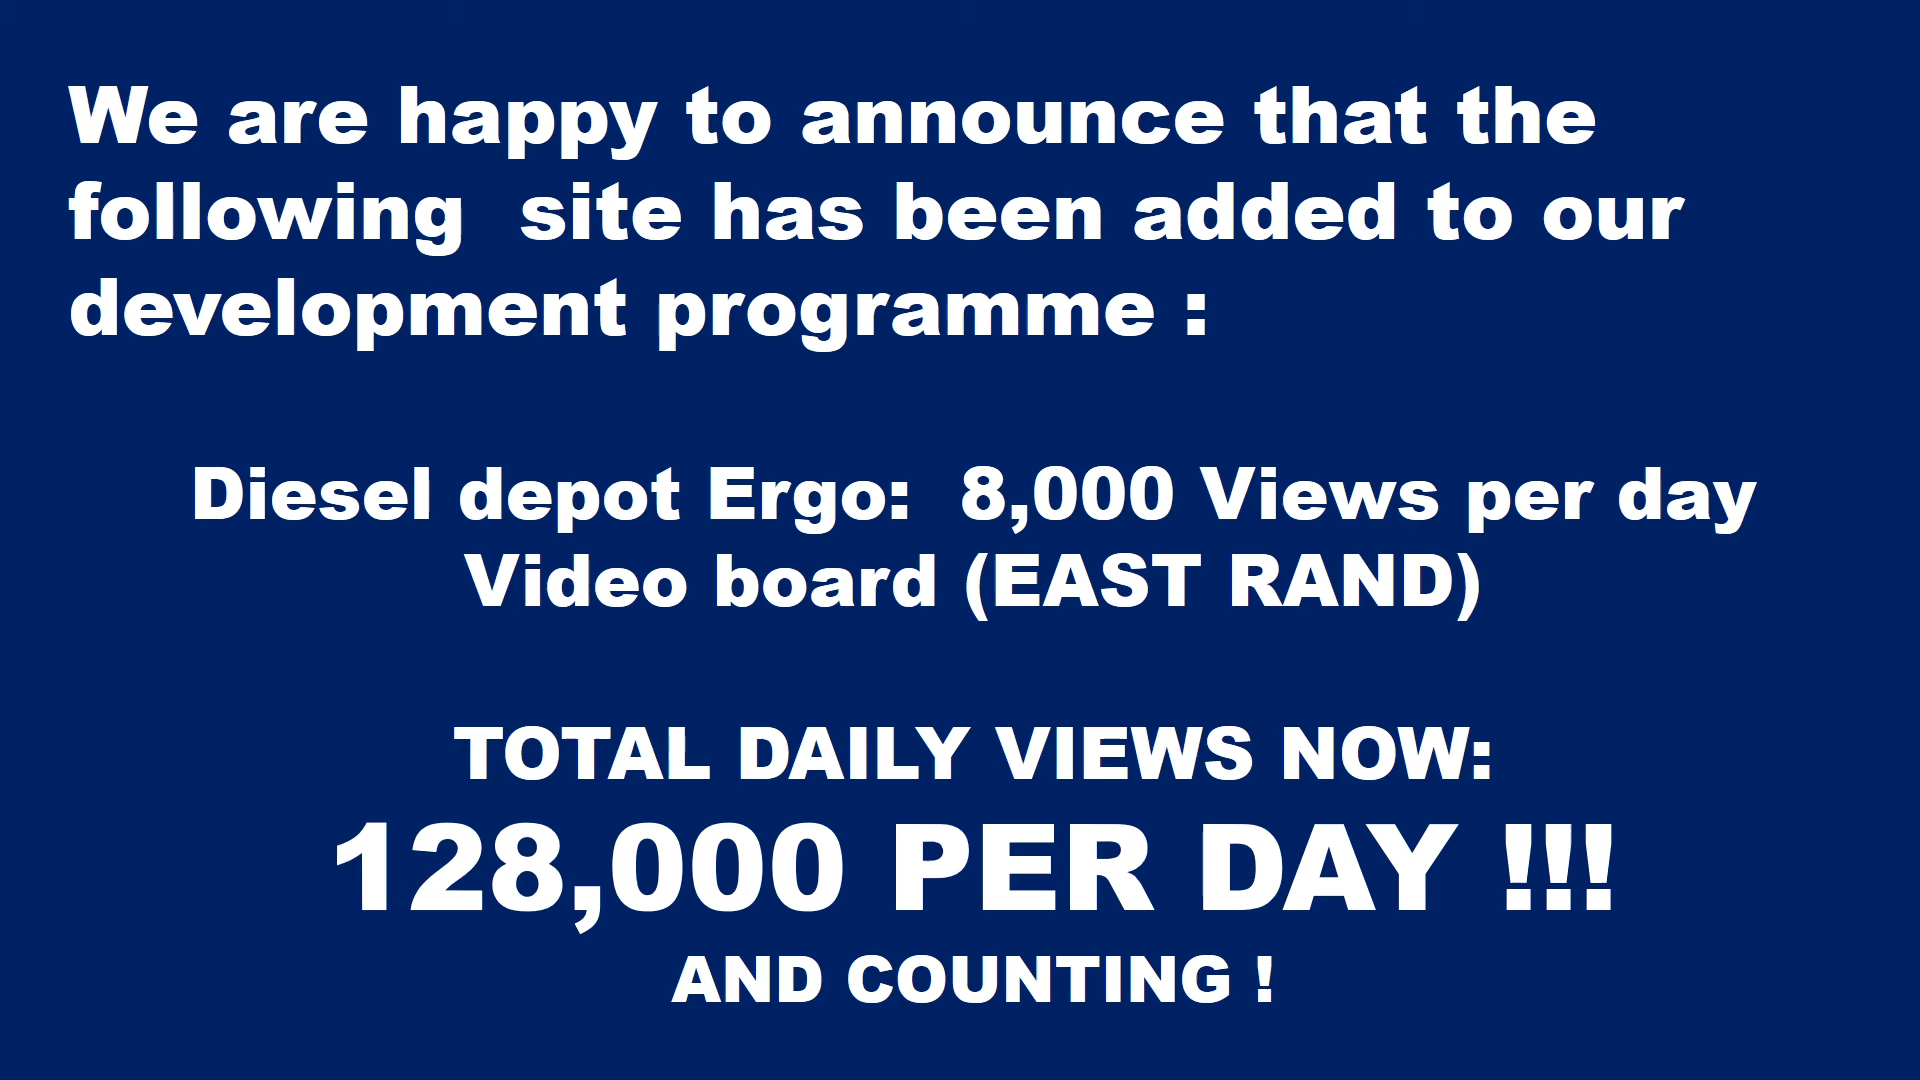 We are happy to announce that the
following  site has been added to our
development programme :
Diesel depot Ergo:  8,000 Views per day
Video board (EAST RAND)
TOTAL DAILY VIEWS NOW:
128,000 PER DAY !!!
AND COUNTING !